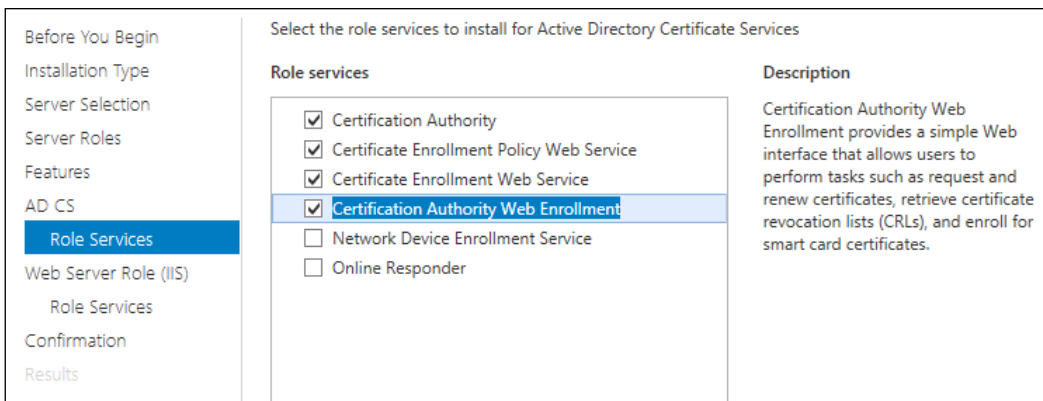 Before You Begin
Installation Type
Server Selection
Server Roles
Features
AD CS
Role Services
Web Server Role (IIS)
Role Services
Confirmation
Results
Select the role services to install for Active Directory Certificate Services
Role services
Certification Authority
Certificate Enrollment Policy Web Service
Certificate Enrollment Web Service
Certification Authority Web Enrollment
Network Device Enrollment Service
Online Responder
Description
Certification Authority Web
Enrollment provides a simple Web
interface that allows users to
perform tasks such as request and
renew certificates, retrieve certificate
revocation lists (CRLs), and enroll for
smart card certificates.